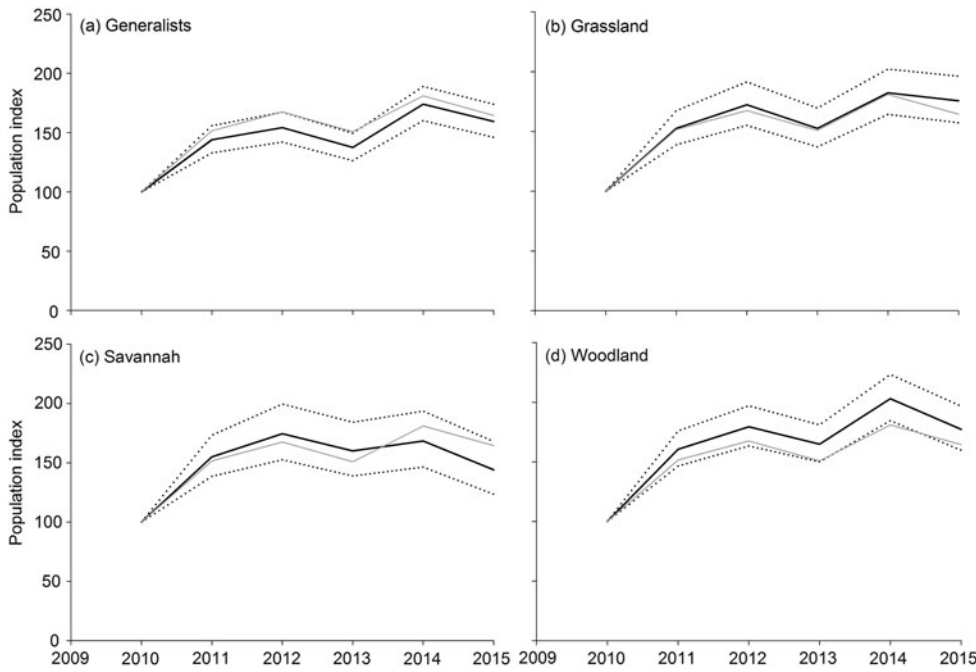 (a) Generalists
(b) Grassland
Population index
250
200
150
100
50
0
(c) Savannah
(d) Woodland
Population index
250
200
150
100
50
0
2009 2010 2011 2012 2013 2014 2015
2009 2010 2011 2012 2013 2014 2015